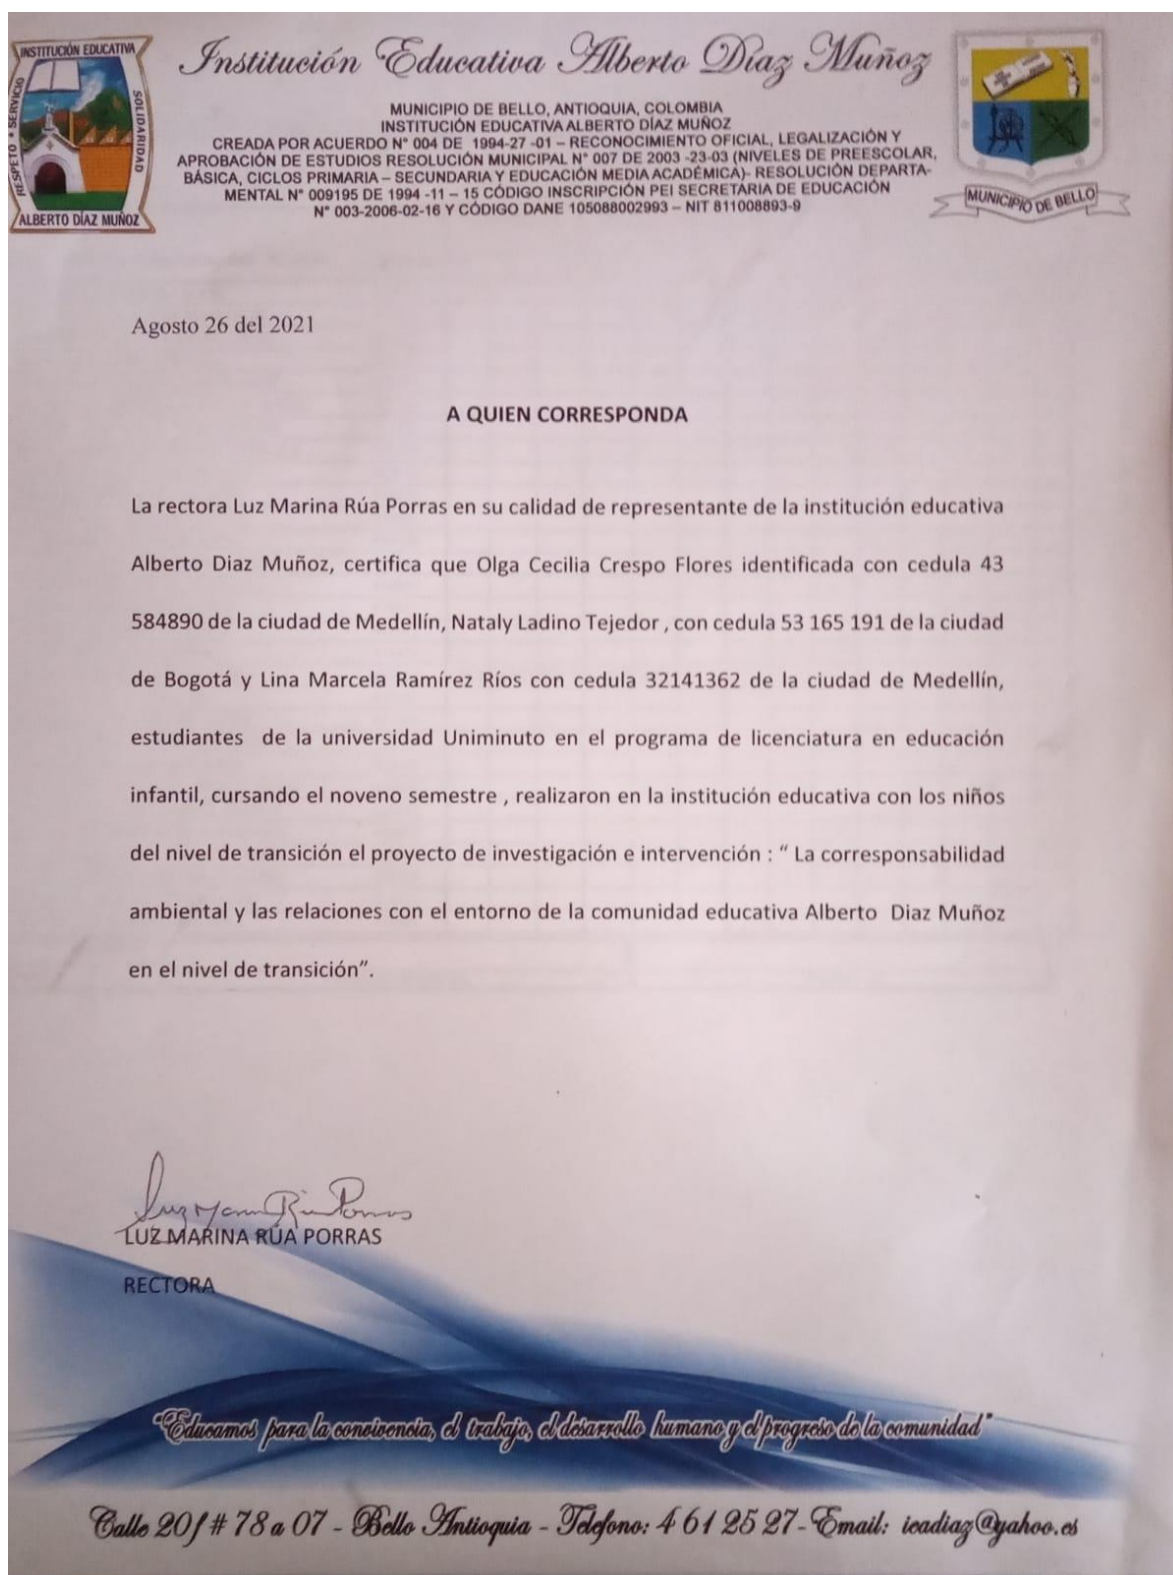 INSTITUCIÓN EDUCATIVA
RESPETO * SERVICIO
SOLIDARIDAD
ALBERTO DÍAZ MUÑOZ
Institución Educativa Alberto Díaz Muñoz
MUNICIPIO DE BELLO
MUNICIPIO DE BELLO, ANTIOQUIA, COLOMBIA
INSTITUCIÓN EDUCATIVA ALBERTO DÍAZ MUÑOZ
CREADA POR ACUERDO N° 004 DE 1994-27 -01 – RECONOCIMIENTO OFICIAL, LEGALIZACIÓN Y
APROBACIÓN DE ESTUDIOS RESOLUCIÓN MUNICIPAL N° 007 DE 2003 -23-03 (NIVELES DE PREESCOLAR,
BÁSICA, CICLOS PRIMARIA – SECUNDARIA Y EDUCACIÓN MEDIA ACADÉMICA)- RESOLUCIÓN DEPARTA-
MENTAL N° 009195 DE 1994 -11 – 15 CÓDIGO INSCRIPCIÓN PEI SECRETARIA DE EDUCACIÓN
N° 003-2006-02-16 Y CÓDIGO DANE 105088002993 – NIT 811008893-9
Agosto 26 del 2021
A QUIEN CORRESPONDA
La rectora Luz Marina Rúa Porras en su calidad de representante de la institución educativa
Alberto Diaz Muñoz, certifica que Olga Cecilia Crespo Flores identificada con cedula 43
584890 de la ciudad de Medellín, Nataly Ladino Tejedor , con cedula 53 165 191 de la ciudad
de Bogotá y Lina Marcela Ramírez Ríos con cedula 32141362 de la ciudad de Medellín,
estudiantes de la universidad Uniminuto en el programa de licenciatura en educación
infantil, cursando el noveno semestre , realizaron en la institución educativa con los niños
del nivel de transición el proyecto de investigación e intervención : “ La corresponsabilidad
ambiental y las relaciones con el entorno de la comunidad educativa Alberto Diaz Muñoz
en el nivel de transición”.
Luz Marina Rúa Porras
LUZ MARINA RÚA PORRAS
RECTORA
“Educamos para la convivencia, el trabajo, el desarrollo humano y el progreso de la comunidad”
Calle 20f # 78 a 07 - Bello Antioquia - Telefono: 4 61 25 27- Email: ieadiaz@yahoo.es